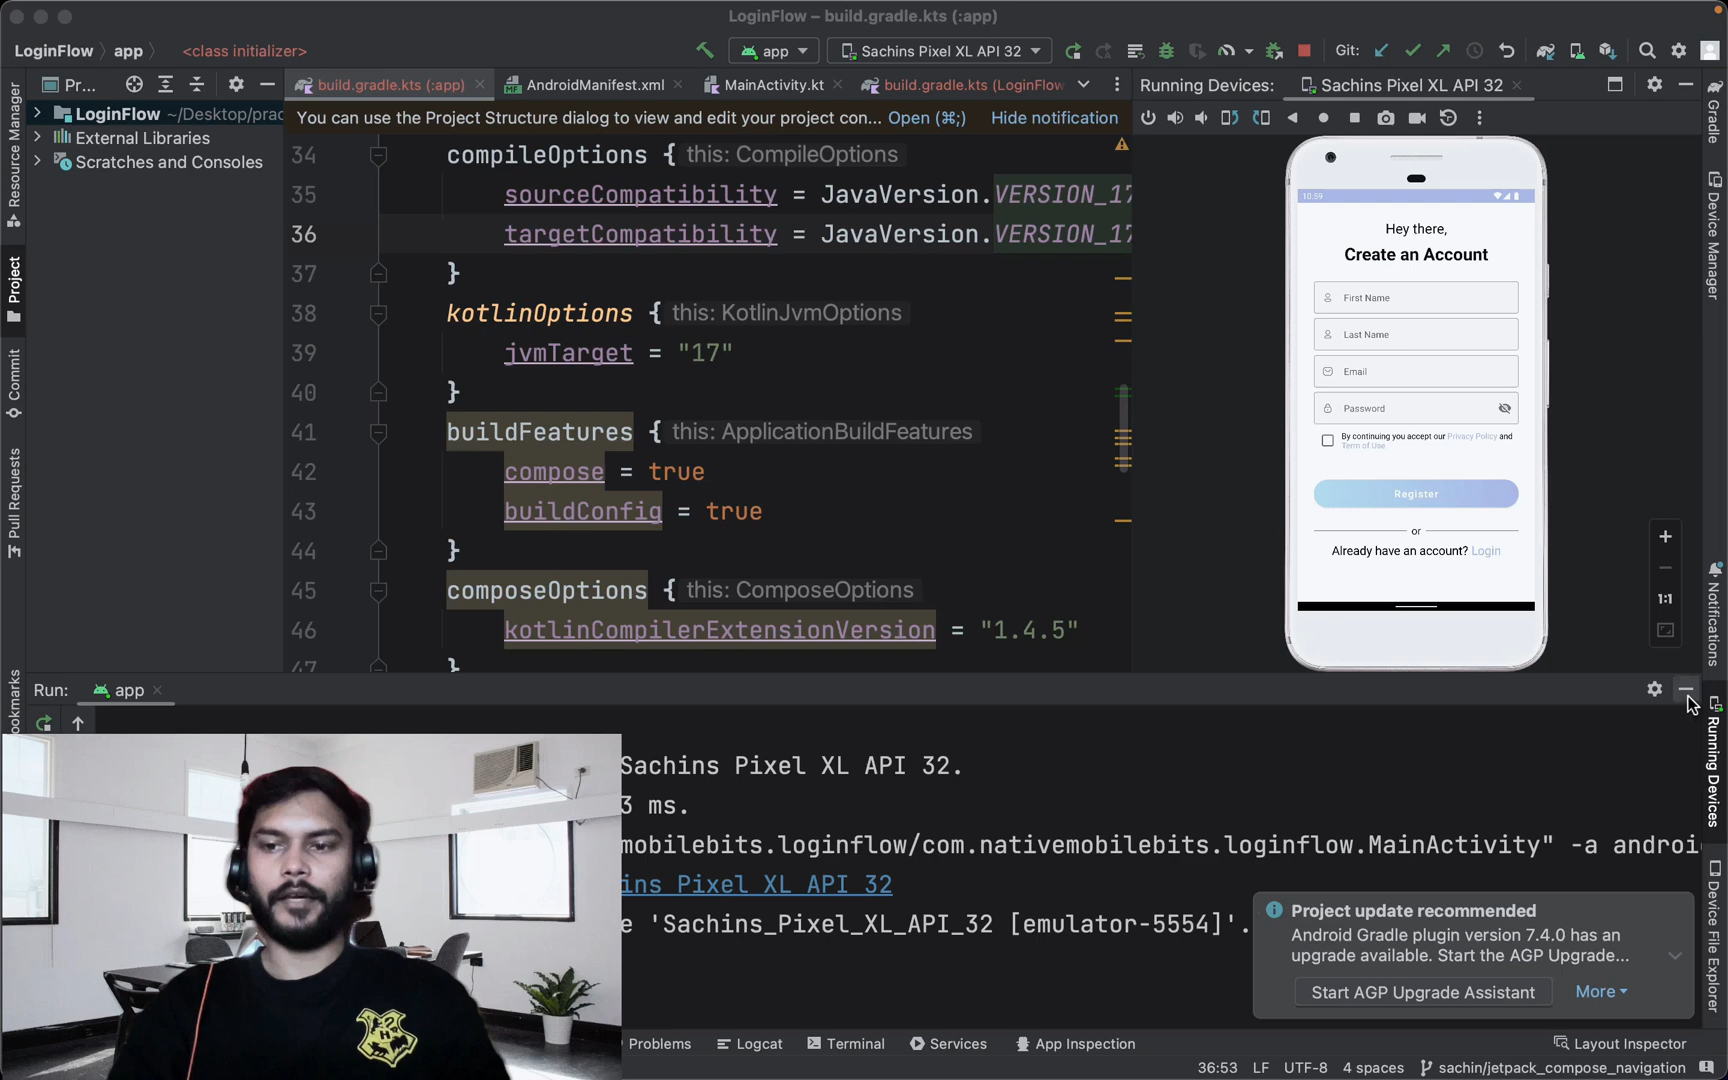 LoginFlow – build.gradle.kts (:app)
LoginFlow
app
<class initializer>
app
Sachins Pixel XL API 32
Git:
Pr...
build.gradle.kts (:app)
AndroidManifest.xml
MainActivity.kt
build.gradle.kts (LoginFlow
Running Devices:
Sachins Pixel XL API 32
LoginFlow ~/Desktop/prac
External Libraries
Scratches and Consoles
You can use the Project Structure dialog to view and edit your project con... Open (⌘;) Hide notification
34 compileOptions { this: CompileOptions
35 sourceCompatibility = JavaVersion.VERSION_17
36 targetCompatibility = JavaVersion.VERSION_17
37 }
38 kotlinOptions { this: KotlinJvmOptions
39 jvmTarget = "17"
40 }
41 buildFeatures { this: ApplicationBuildFeatures
42 compose = true
43 buildConfig = true
44 }
45 composeOptions { this: ComposeOptions
46 kotlinCompilerExtensionVersion = "1.4.5"
47 }
10:59
Hey there,
Create an Account
First Name
Last Name
Email
Password
By continuing you accept our Privacy Policy and
Term of Use
Register
or
Already have an account? Login
1:1
Resource Manager
Project
Commit
Pull Requests
ookmarks
Gradle
Device Manager
Notifications
Running Devices
Device File Explorer
Run:
app
Sachins Pixel XL API 32.
3 ms.
mobilebits.loginflow/com.nativemobilebits.loginflow.MainActivity" -a androi
ins Pixel XL API 32
e 'Sachins_Pixel_XL_API_32 [emulator-5554]'.
Project update recommended
Android Gradle plugin version 7.4.0 has an
upgrade available. Start the AGP Upgrade...
Start AGP Upgrade Assistant
More
Problems
Logcat
Terminal
Services
App Inspection
Layout Inspector
36:53
LF
UTF-8
4 spaces
sachin/jetpack_compose_navigation